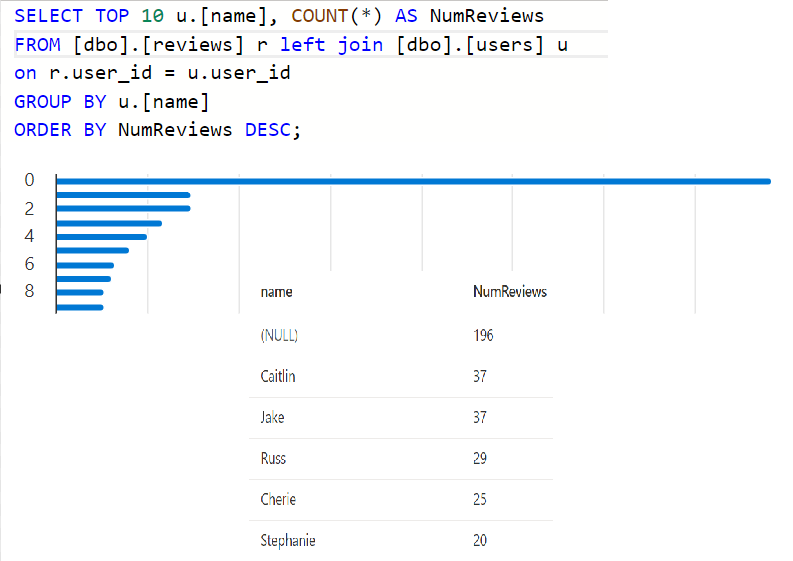 SELECT TOP 10 u.[name], COUNT(*) AS NumReviews
FROM [dbo].[reviews] r left join [dbo].[users] u
on r.user_id = u.user_id
GROUP BY u.[name]
ORDER BY NumReviews DESC;
0
2
4
6
8
name NumReviews
(NULL) 196
Caitlin 37
Jake 37
Russ 29
Cherie 25
Stephanie 20